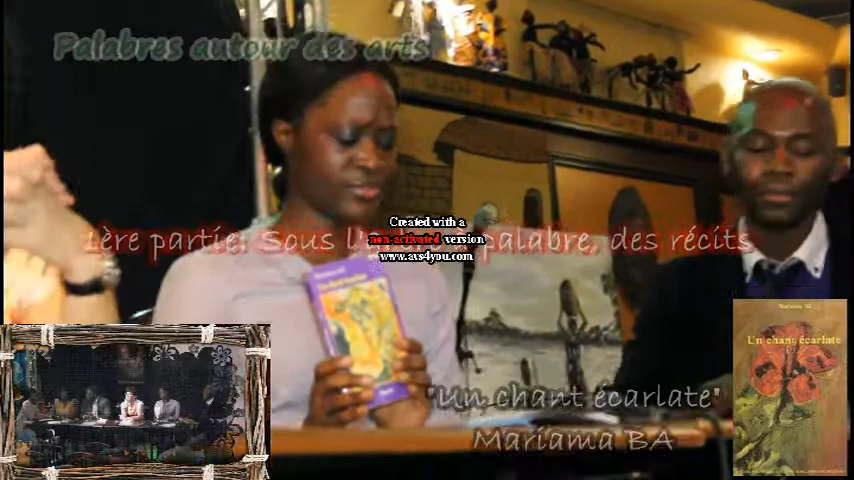 Palabres autour des arts
Created with a
non-activated version
www.avs4you.com
1ère partie: Sous l' palabre, des récits
Mariama BÂ
Un chant écarlate
"Un chant écarlate"
Mariama BA